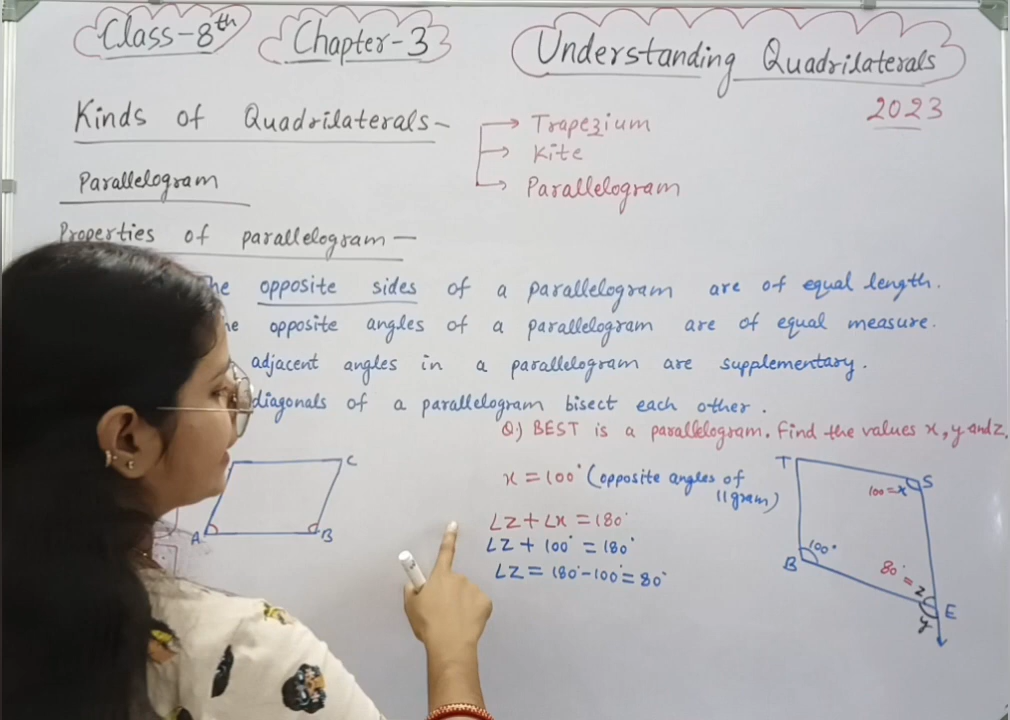 Class-8th Chapter-3 Understanding Quadrilaterals
2023
Kinds of Quadrilaterals-
→ Trapezium
→ Kite
→ Parallelogram
Parallelogram
Properties of parallelogram —
opposite sides of a parallelogram are of equal length.
opposite angles of a parallelogram are of equal measure.
adjacent angles in a parallelogram are supplementary.
diagonals of a parallelogram bisect each other.
Q.) BEST is a parallelogram. Find the values x, y and z.
x = 100° (opposite angles of
||gram)
∠z + ∠x = 180°
∠z + 100° = 180°
∠z = 180° - 100° = 80°
C
A
B
T
S
100 = x
B
100°
80° = z
E
y